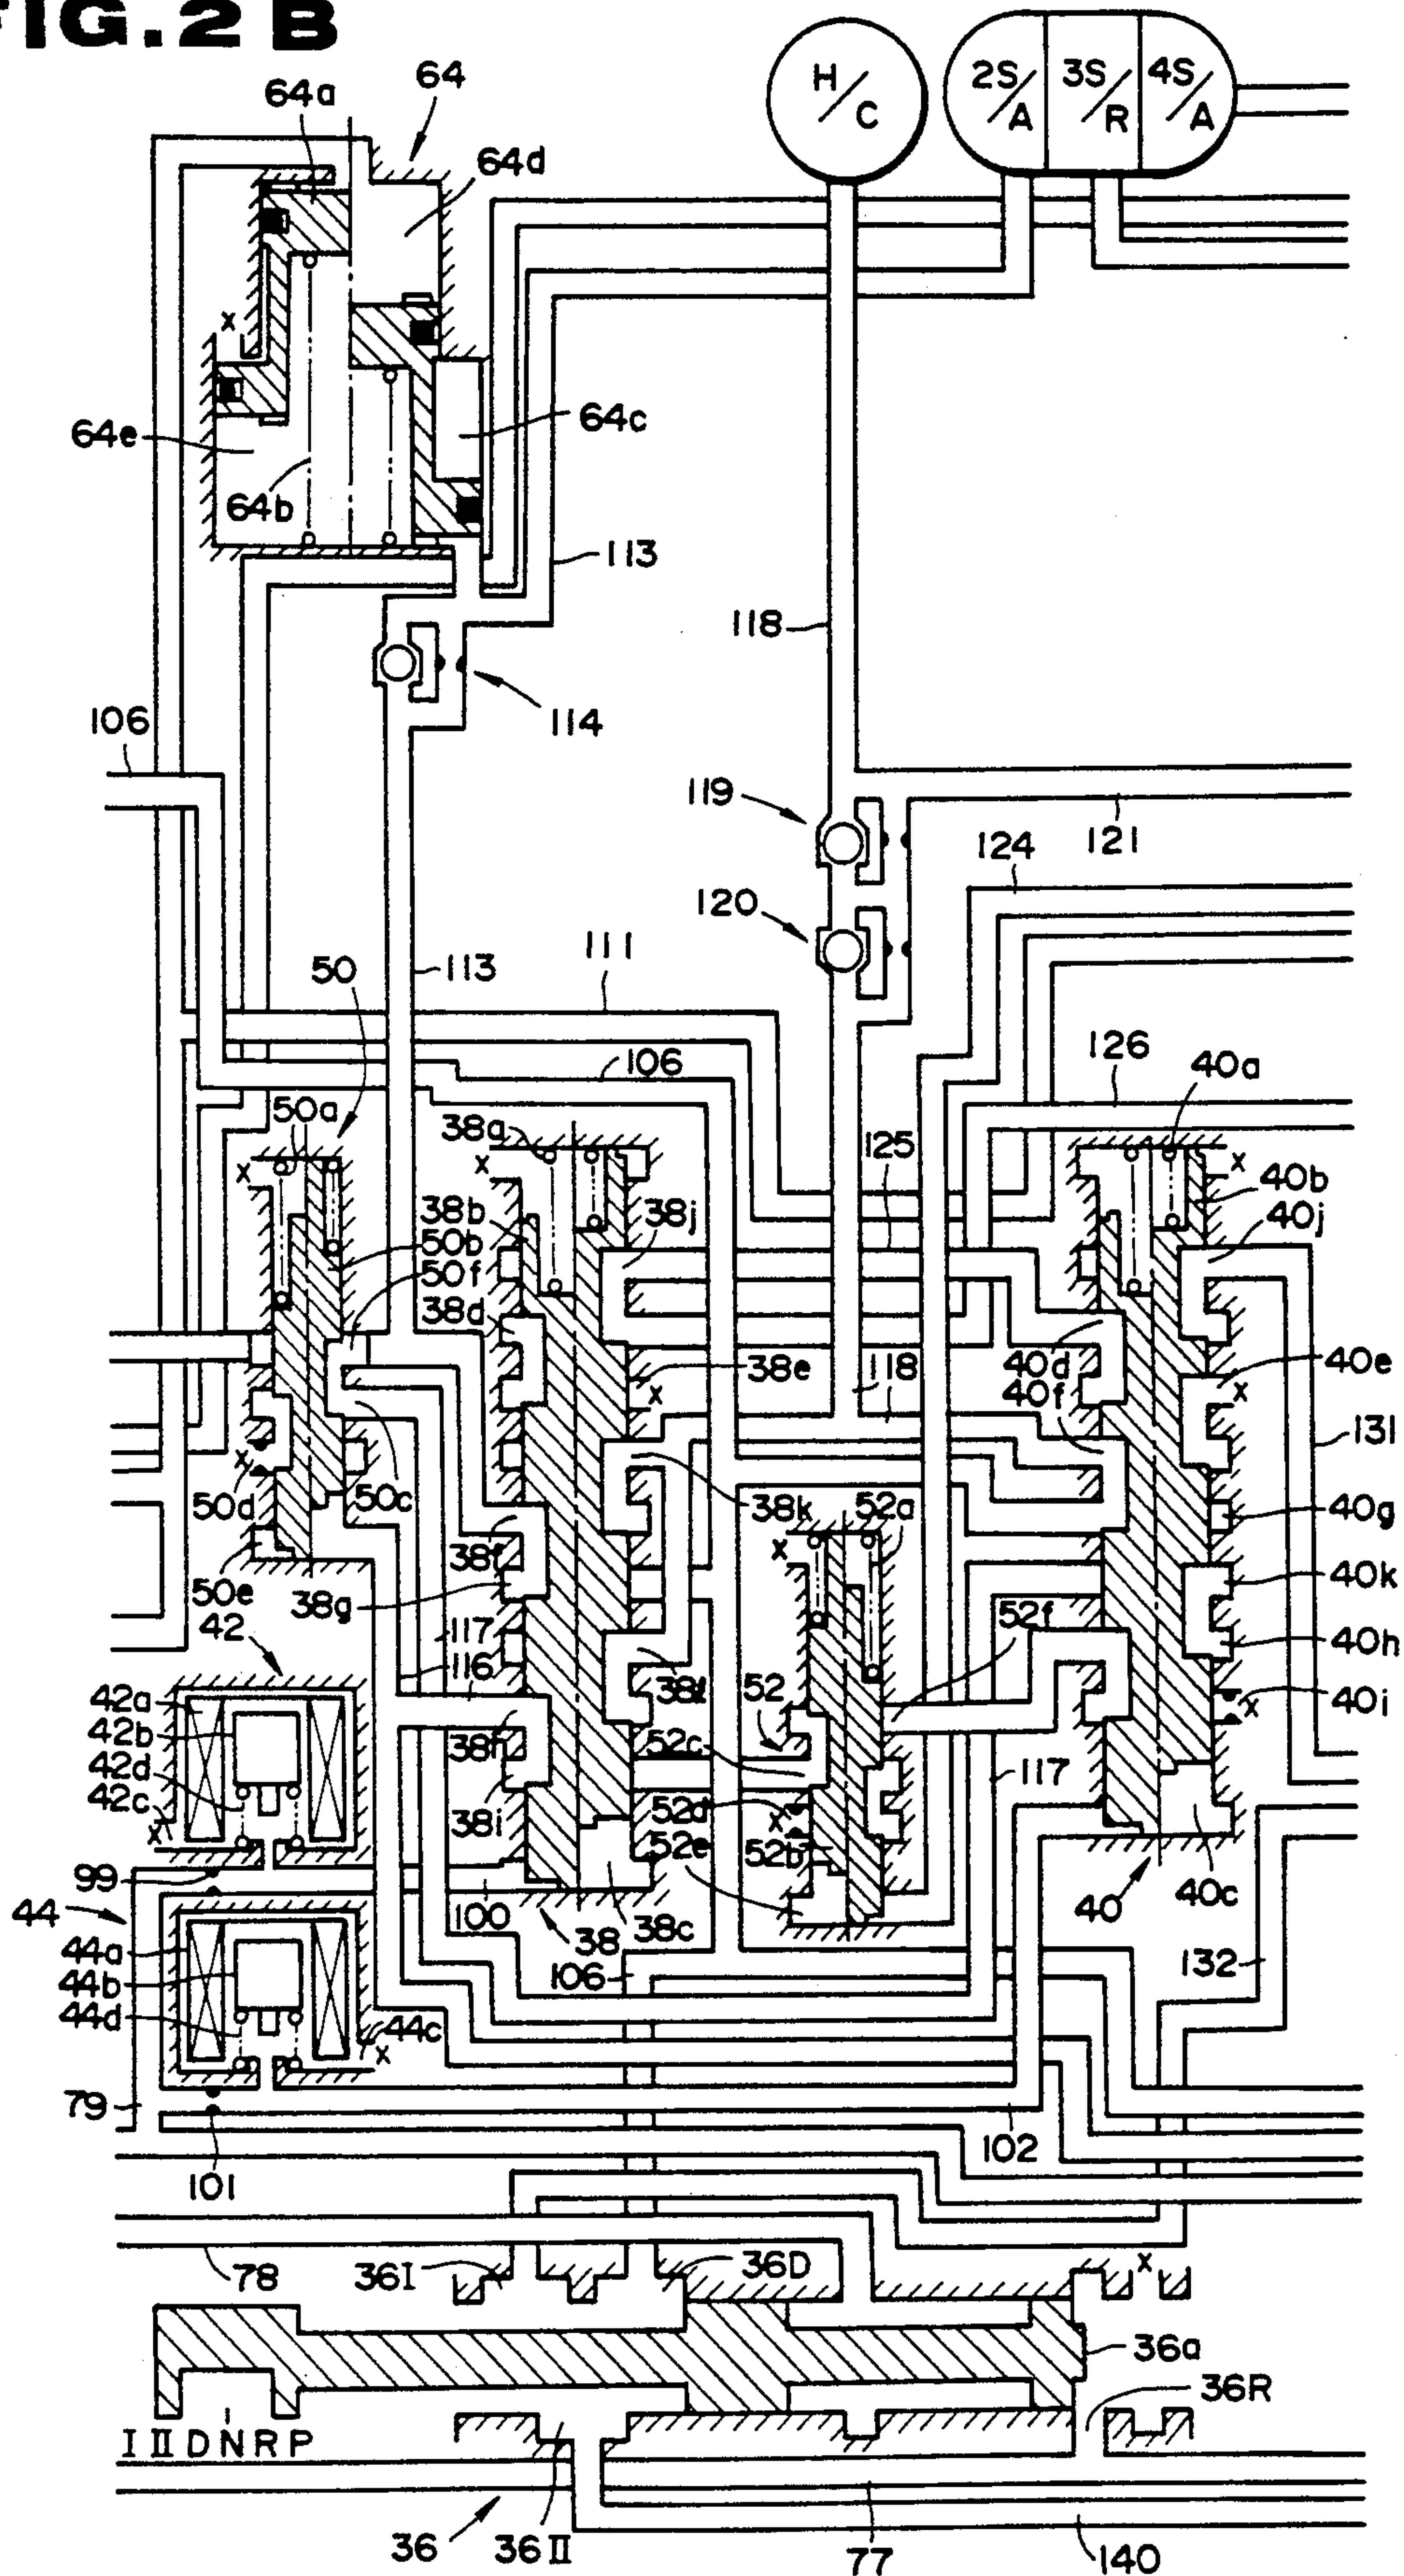 FIG. 2 B
64
64a
H/C
2S/A
3S/R
4S/A
64d
x
64c
64e
64b
113
118
106
114
119
121
124
120
50
113
111
126
106
40a
50a
38a
125
x
x
x
38b
40b
38j
40j
50b
50f
38d
38e
40d
40e
118
40f
x
x
131
x
50d
50c
38k
52a
40g
38f
x
50e
38g
40k
52f
42
117
40h
116
38l
52
42a
40i
x
42b
38h
52c
42d
117
42c
38i
52d
x
x
52e
52b
99
40c
44
100
38
38c
40
44a
44b
106
132
44d
44c
x
79
102
101
78
36I
36D
x
36a
36R
I II D N R P
36
36II
77
140